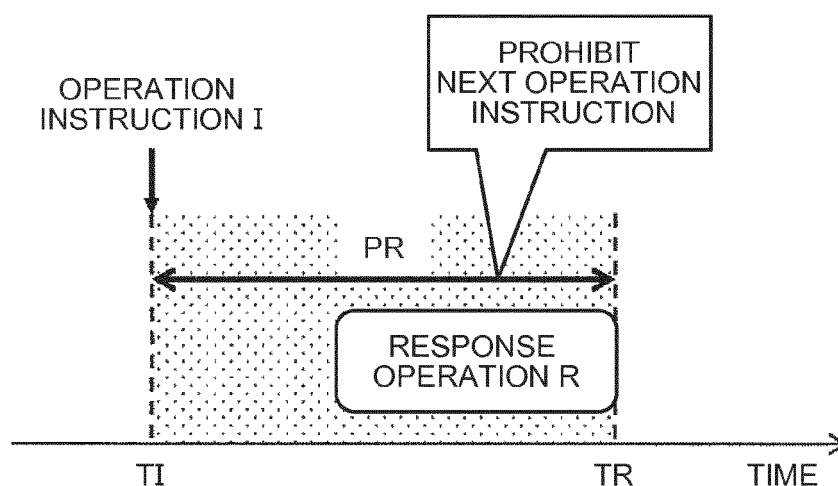 PROHIBIT
NEXT OPERATION
INSTRUCTION
OPERATION
INSTRUCTION I
PR
RESPONSE
OPERATION R
TI
TR
TIME